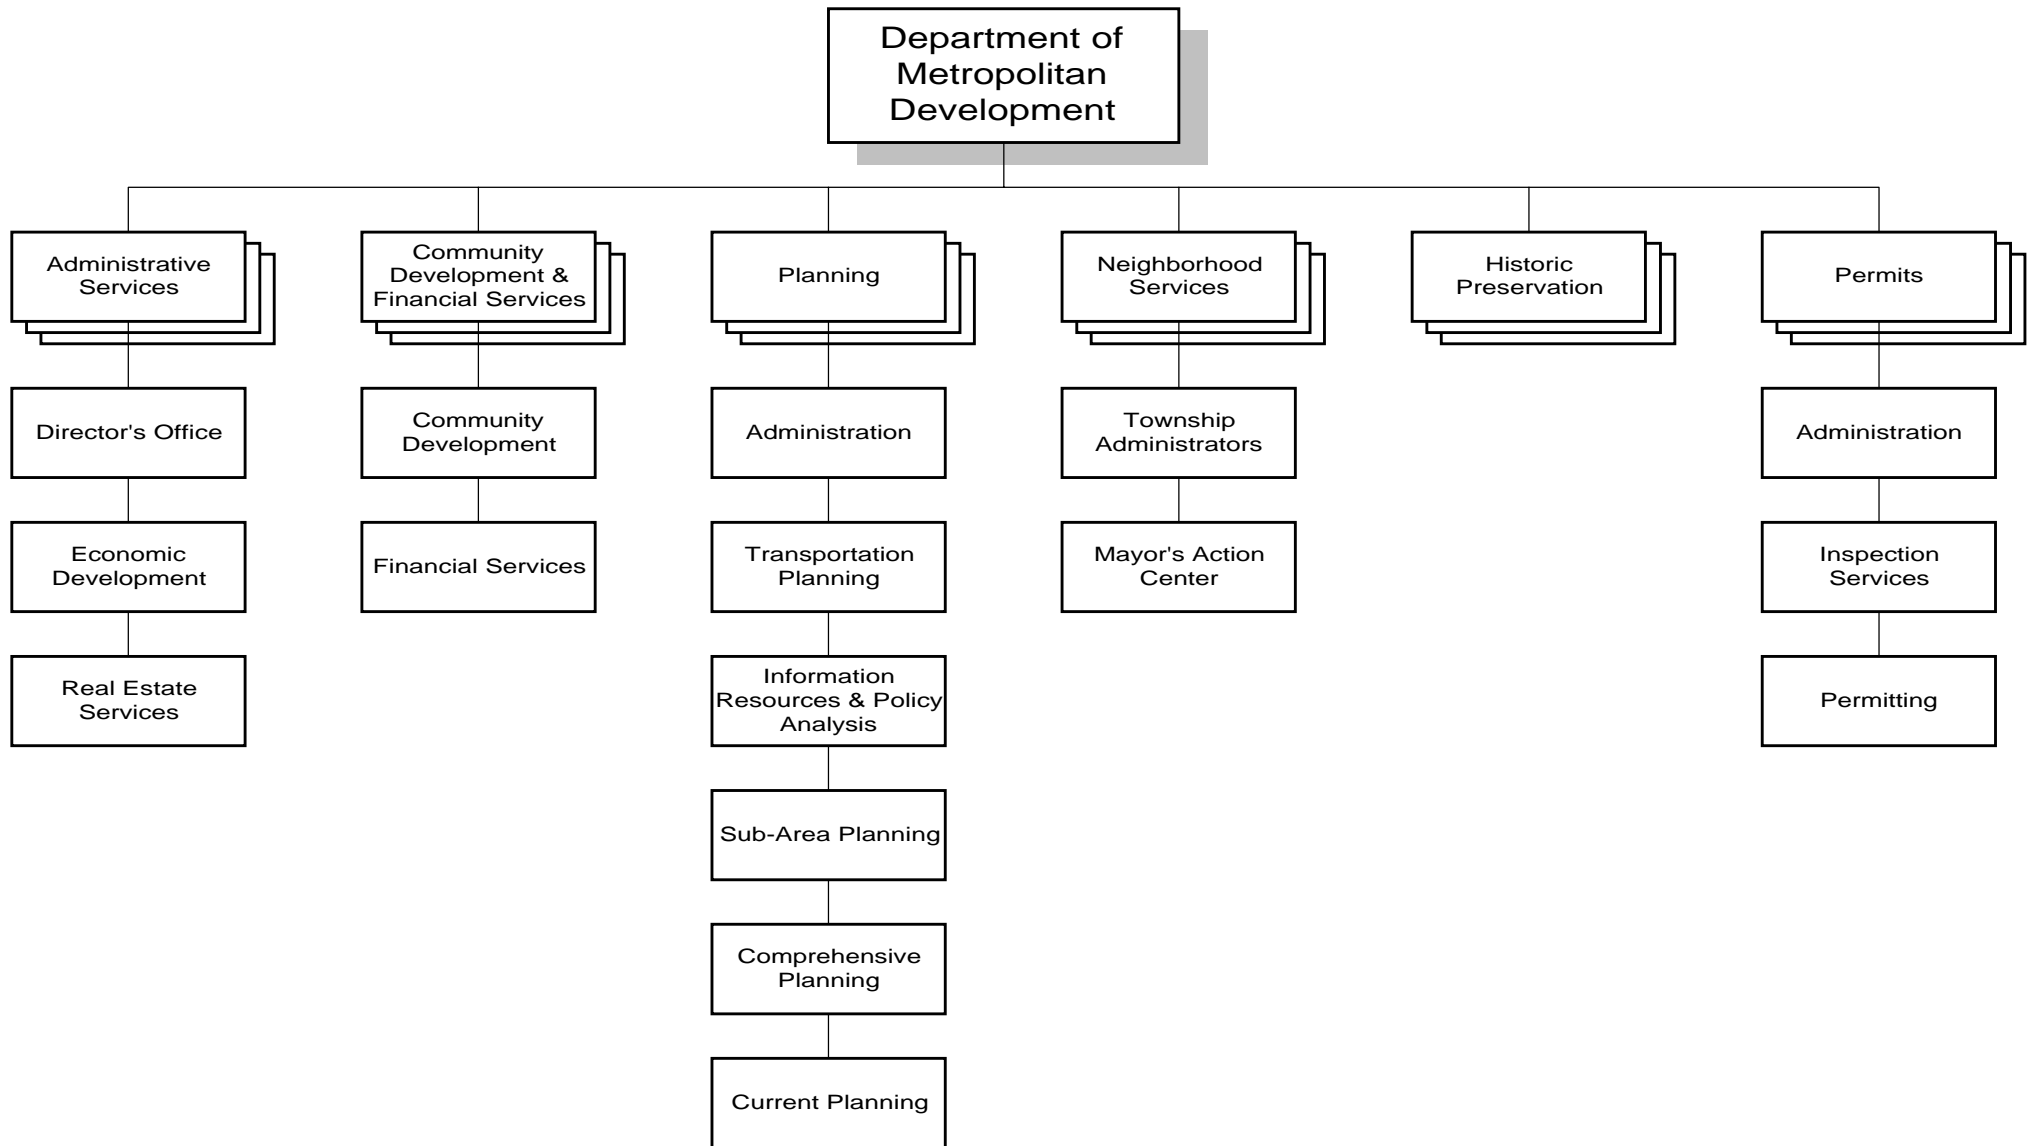 Department of
Metropolitan
Development
Administrative
Services
Community
Development &
Financial Services
Planning
Neighborhood
Services
Historic
Preservation
Permits
Director's Office
Community
Development
Administration
Township
Administrators
Administration
Economic
Development
Financial Services
Transportation
Planning
Mayor's Action
Center
Inspection
Services
Real Estate
Services
Information
Resources & Policy
Analysis
Permitting
Sub-Area Planning
Comprehensive
Planning
Current Planning